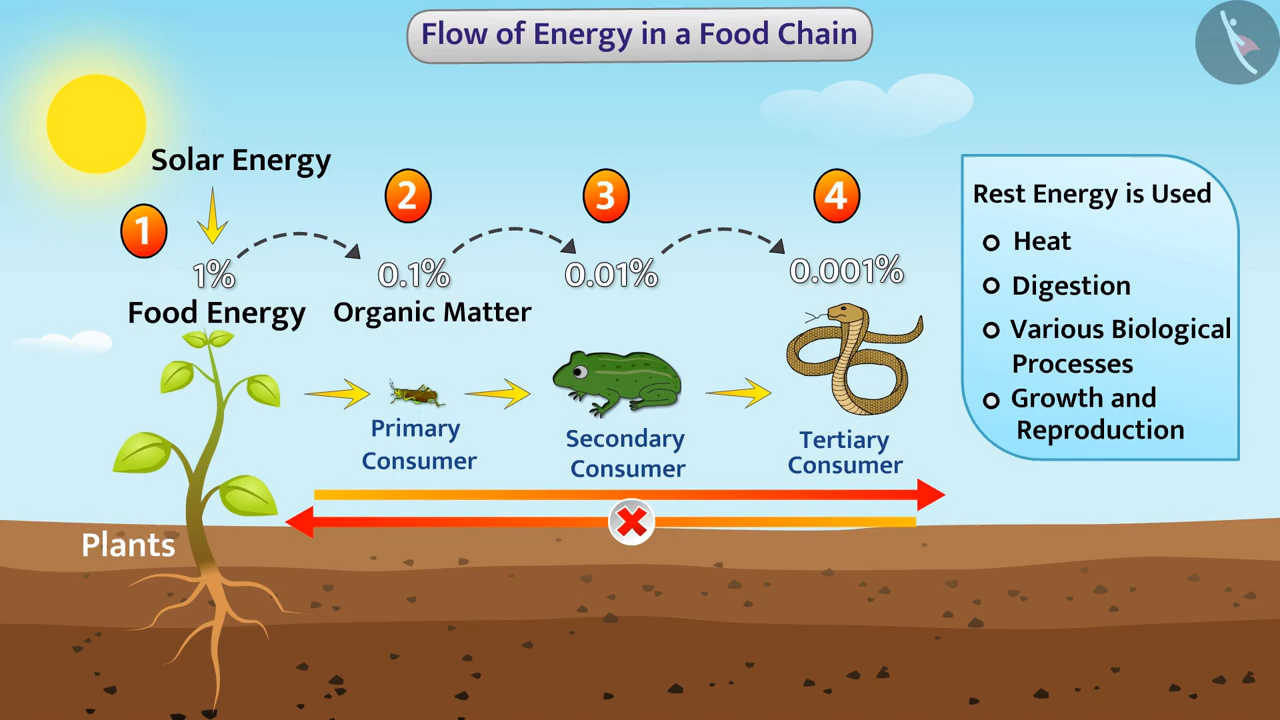 Flow of Energy in a Food Chain
Solar Energy
1
2
3
4
1%
0.1%
0.01%
0.001%
Food Energy
Organic Matter
Primary
Consumer
Secondary
Consumer
Tertiary
Consumer
Plants
Rest Energy is Used
Heat
Digestion
Various Biological
Processes
Growth and
Reproduction